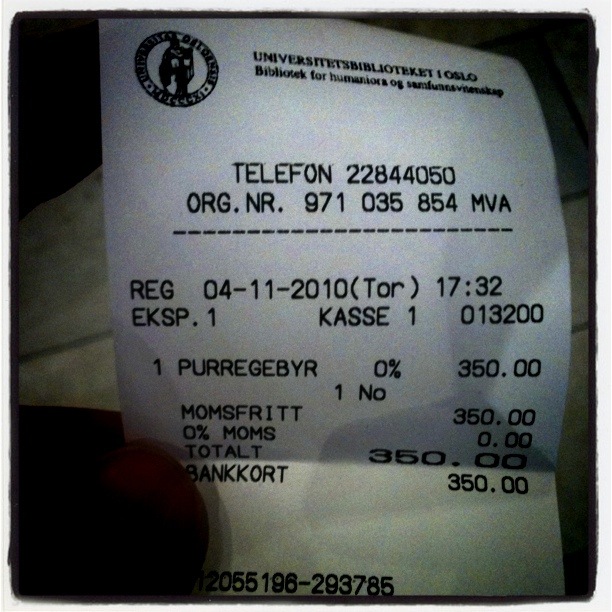 UNIVERSITETSBIBLIOTEKET I OSLO
Bibliotek for humaniora og samfunnsvitenskap
TELEFON 22844050
ORG.NR. 971 035 854 MVA
--------------------------------
REG 04-11-2010(Tor) 17:32
EKSP.1 KASSE 1 013200
1 PURREGEBYR 0% 350.00
1 No
MOMSFRITT 350.00
0% MOMS 0.00
TOTALT 350.00
BANKKORT 350.00
12055196-293785